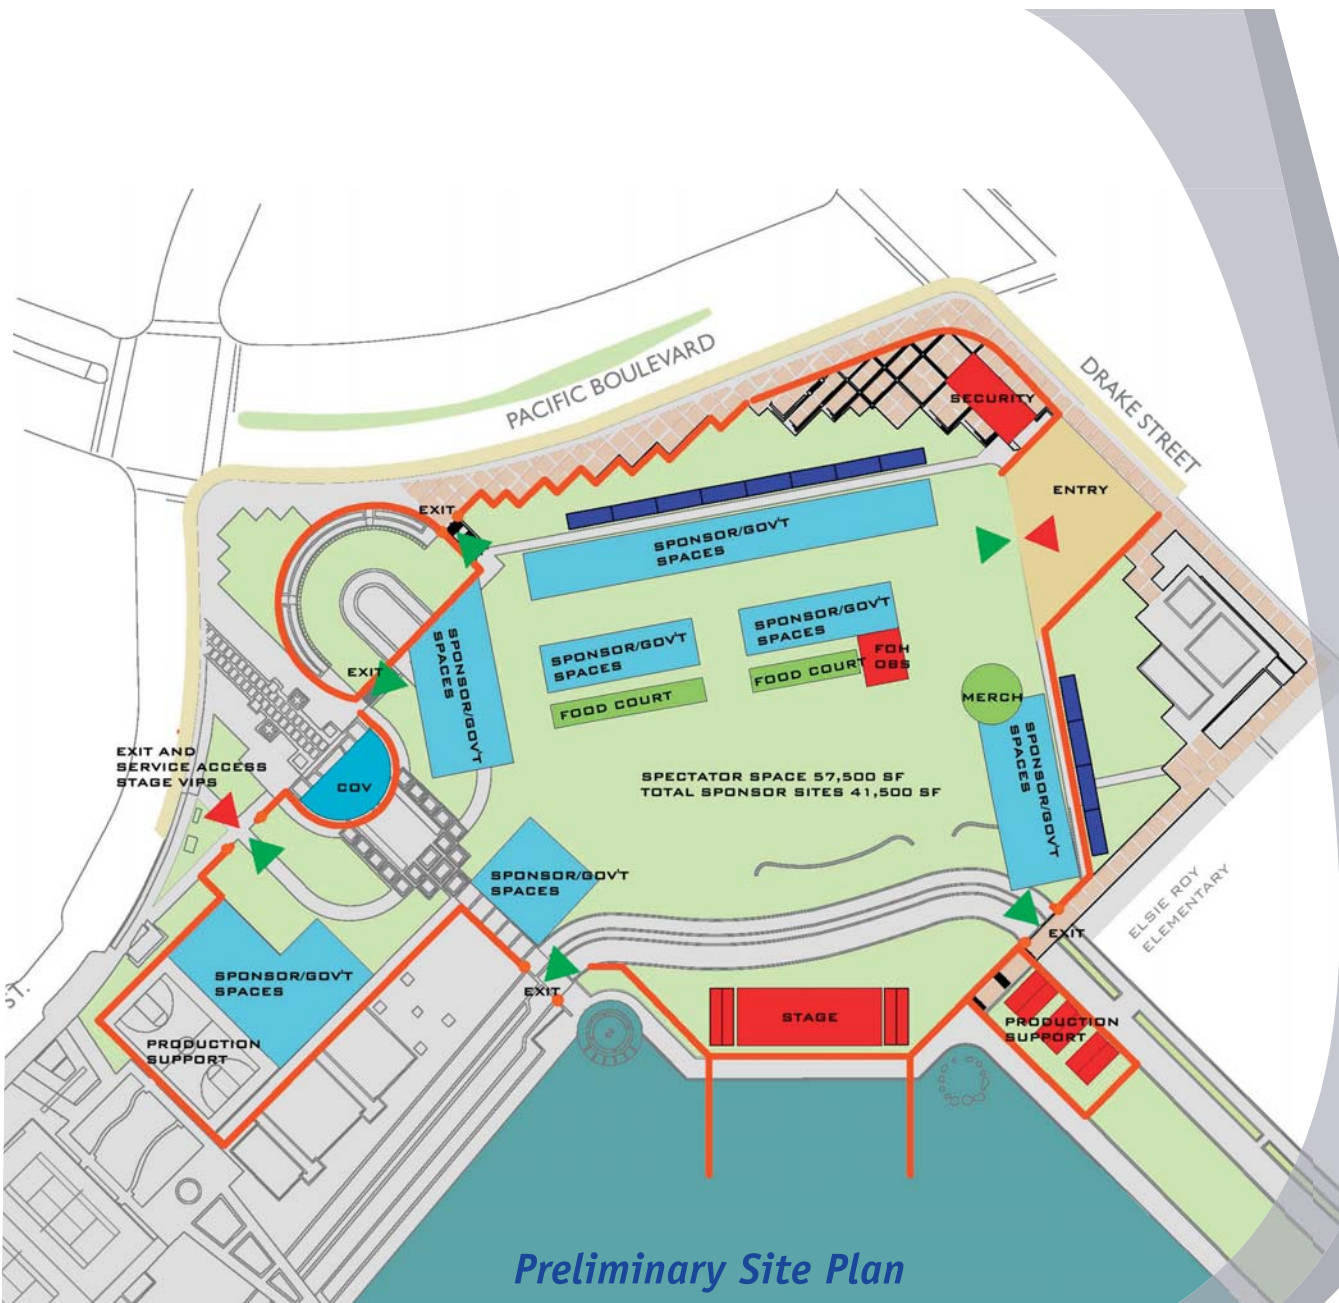 PACIFIC BOULEVARD
DRAKE STREET
SECURITY
ENTRY
EXIT
SPONSOR/GOV'T
SPACES
SPONSOR/GOV'T
SPACES
SPONSOR/GOV'T
SPACES
SPONSOR/GOV'T
SPACES
FOH
OBS
FOOD COURT
FOOD COURT
EXIT
MERCH
SPONSOR/GOV'T
SPACES
EXIT AND
SERVICE ACCESS
STAGE VIPS
COV
SPECTATOR SPACE 57,500 SF
TOTAL SPONSOR SITES 41,500 SF
SPONSOR/GOV'T
SPACES
ELSIE ROY
ELEMENTARY
EXIT
SPONSOR/GOV'T
SPACES
ST.
EXIT
STAGE
PRODUCTION
SUPPORT
PRODUCTION
SUPPORT
Preliminary Site Plan